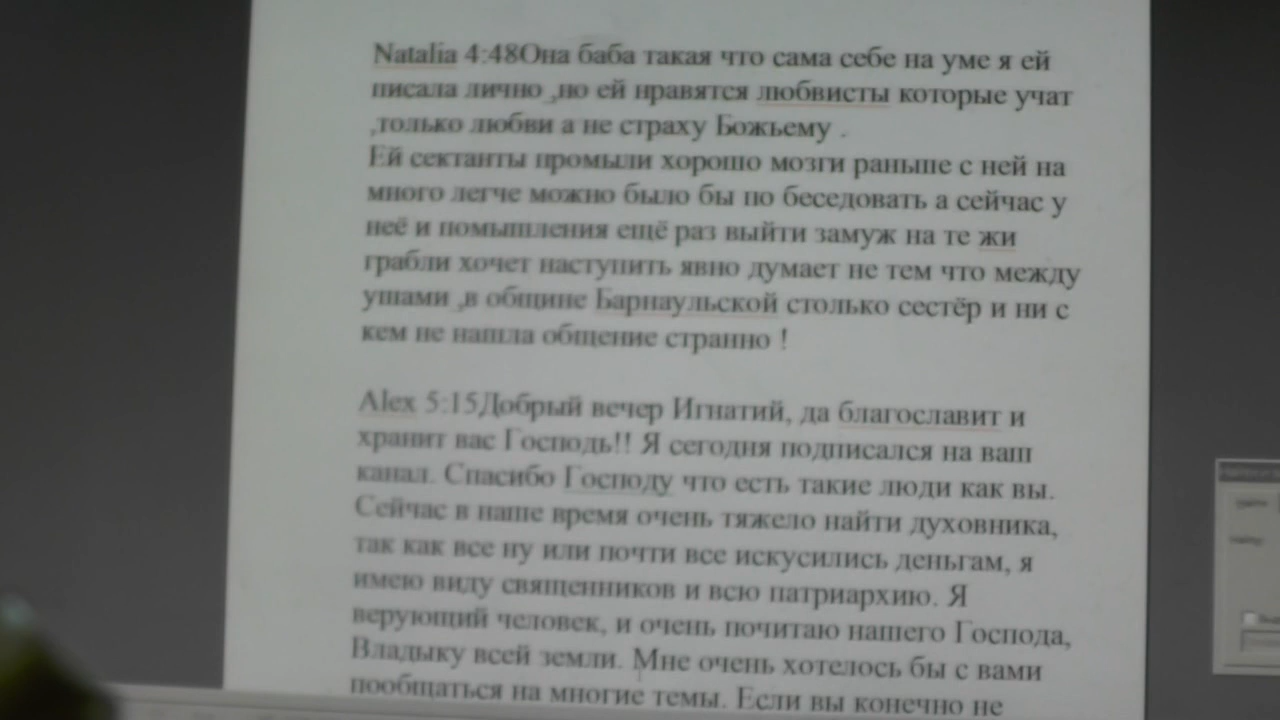 Natalia 4:48Она баба такая что сама себе на уме я ей
писала лично ,но ей нравятся любвисты которые учат
,только любви а не страху Божьему .
Ей сектанты промыли хорошо мозги раньше с ней на
много легче можно было бы по беседовать а сейчас у
неё и помышления ещё раз выйти замуж на те жи
грабли хочет наступить явно думает не тем что между
ушами ,в общине Барнаульской столько сестёр и ни с
кем не нашла общение странно !
Alex 5:15Добрый вечер Игнатий, да благославит и
хранит вас Господь!! Я сегодня подписался на ваш
канал. Спасибо Господу что есть такие люди как вы.
Сейчас в наше время очень тяжело найти духовника,
так как все ну или почти все искусились деньгам, я
имею виду священников и всю патриархию. Я
верующий человек, и очень почитаю нашего Господа,
Владыку всей земли. Мне очень хотелось бы с вами
пообщаться на многие темы. Если вы конечно не